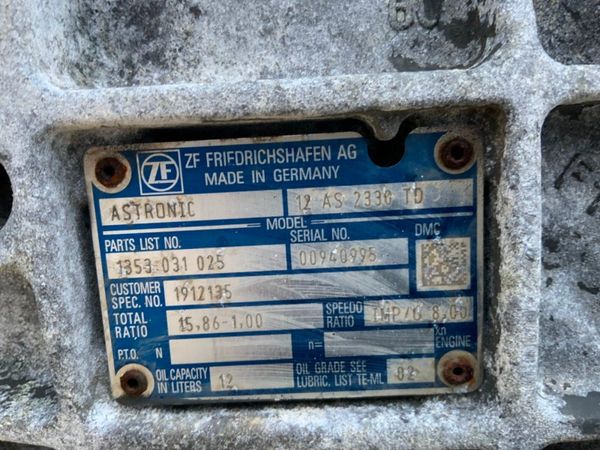 ZF
ZF FRIEDRICHSHAFEN AG
MADE IN GERMANY
ASTRONIC 12 AS 2330 TD
MODEL
PARTS LIST NO. SERIAL NO. DMC
1353 031 025 00940995
CUSTOMER SPEC. NO. 1912135
TOTAL RATIO 15,86-1,00 SPEEDO RATIO IMP/U 8,00
P.T.O. N n= Xn ENGINE
OIL CAPACITY IN LITERS 12 OIL GRADE SEE LUBRIC. LIST TE-ML 02